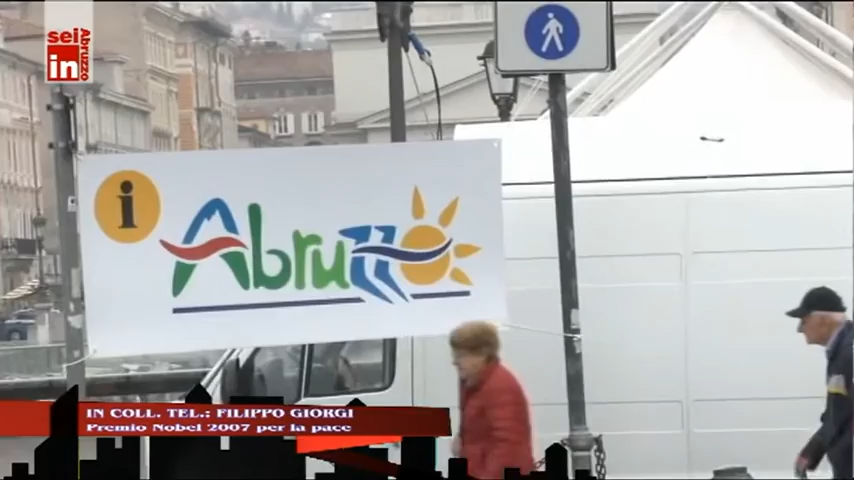 sei
in
Abruzzo
i
Abruzzo
IN COLL. TEL.: FILIPPO GIORGI
Premio Nobel 2007 per la pace